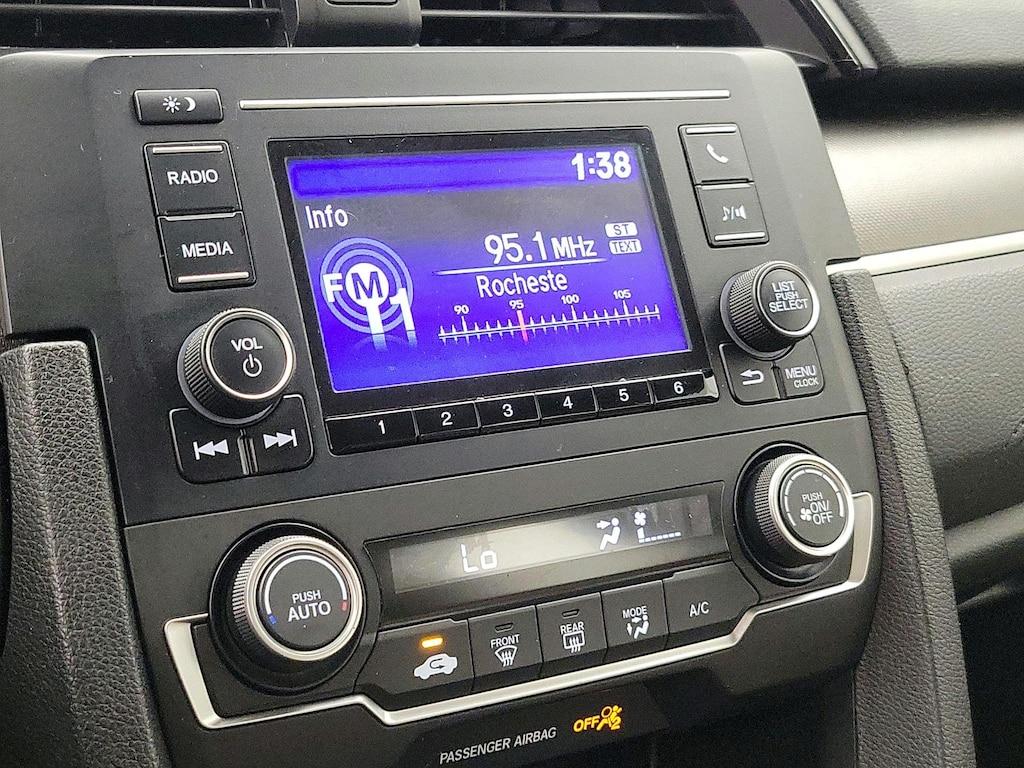 1:38
RADIO
Info
ST
MEDIA
95.1 MHz
TEXT
FM1
Rocheste
90 95 100 105
LIST
PUSH
SELECT
VOL
MENU
CLOCK
1 2 3 4 5 6
PUSH
ON/
OFF
Lo
PUSH
AUTO
FRONT
REAR
MODE
A/C
PASSENGER AIRBAG OFF 2